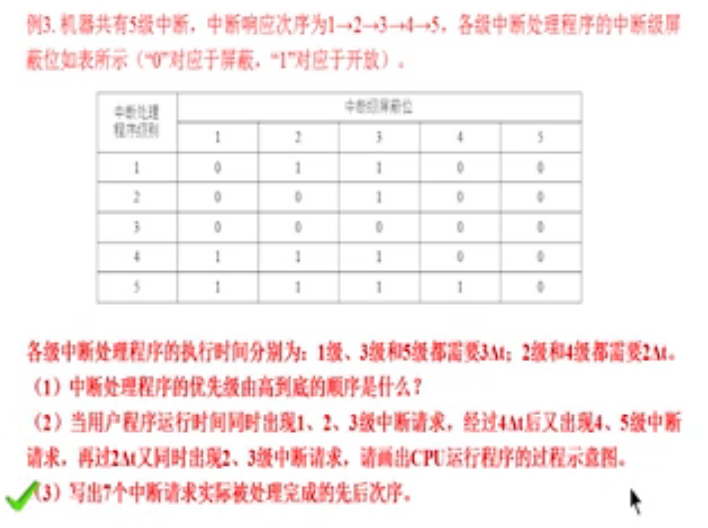 例3. 机器共有5级中断，中断响应次序为1→2→3→4→5，各级中断处理程序的中断级屏
蔽位如表所示（“0”对应于屏蔽，“1”对应于开放）。
中断处理程序级别 中断级屏蔽位
1 2 3 4 5
1 0 1 1 0 0
2 0 0 1 0 0
3 0 0 0 0 0
4 1 1 1 0 0
5 1 1 1 1 0
各级中断处理程序的执行时间分别为：1级、3级和5级都需要3Δt；2级和4级都需要2Δt。
（1）中断处理程序的优先级由高到底的顺序是什么？
（2）当用户程序运行时间同时出现1、2、3级中断请求，经过4Δt后又出现4、5级中断
请求，再过2Δt又同时出现2、3级中断请求，请画出CPU运行程序的过程示意图。
（3）写出7个中断请求实际被处理完成的先后次序。